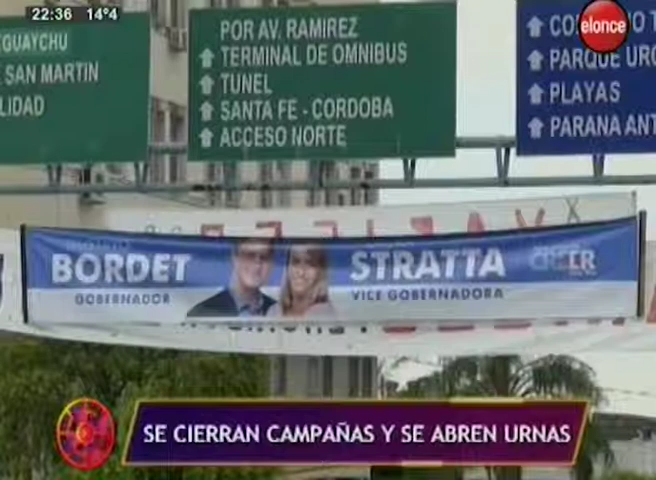 22:36 14°4
elonce
EGUAYCHU
SAN MARTIN
LIDAD
POR AV. RAMIREZ
TERMINAL DE OMNIBUS
TUNEL
SANTA FE - CORDOBA
ACCESO NORTE
PARQUE URQ
PLAYAS
PARANA ANT
BORDET
GOBERNADOR
STRATTA
VICE GOBERNADORA
CREER
SE CIERRAN CAMPAÑAS Y SE ABREN URNAS